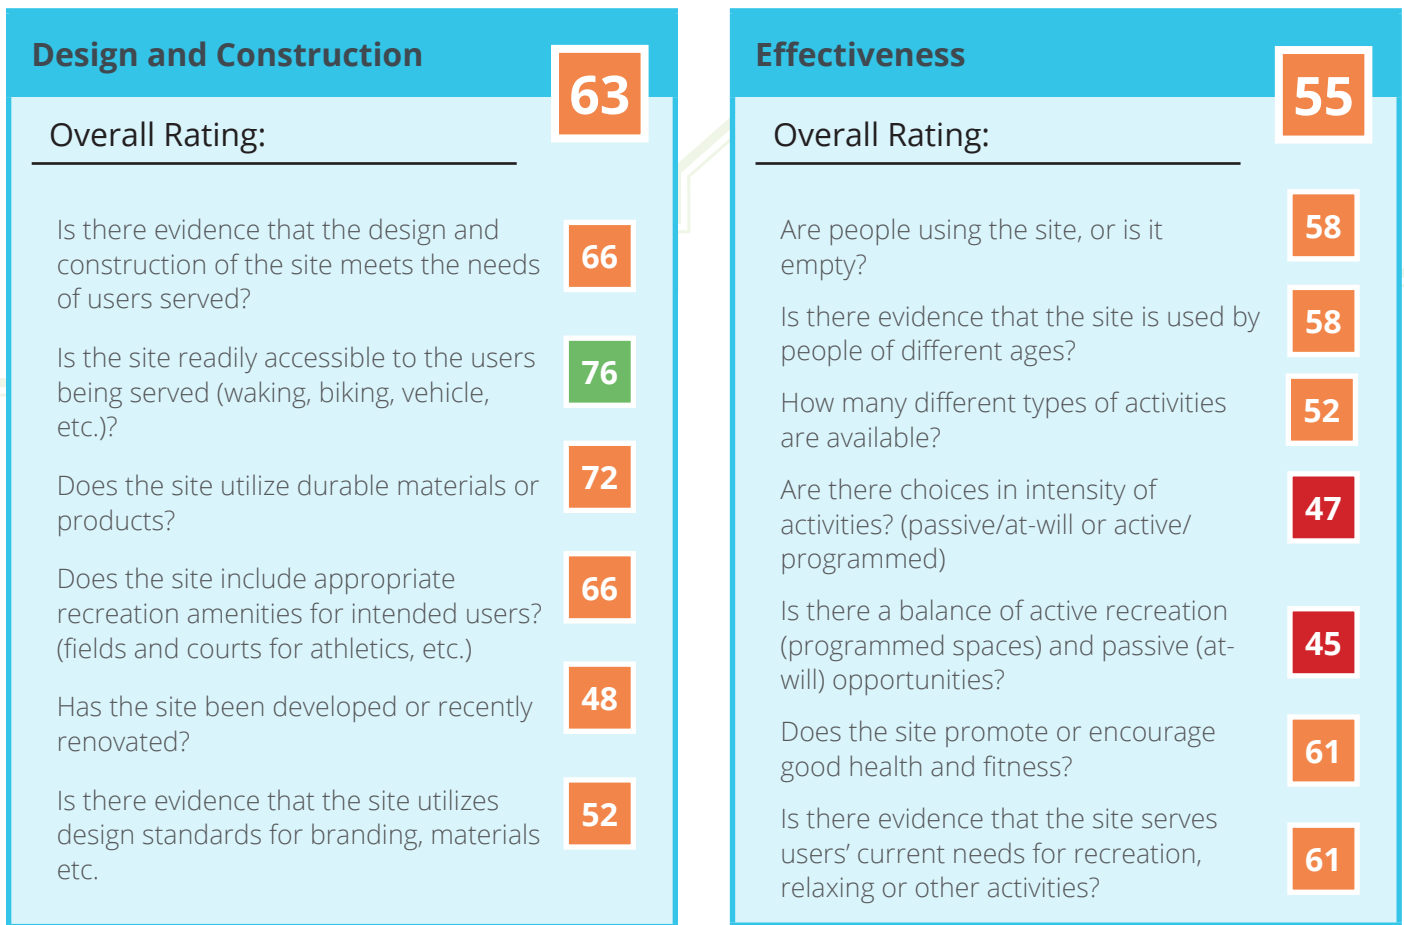 Design and Construction
63
Overall Rating:
Is there evidence that the design and
construction of the site meets the needs
of users served?
66
Is the site readily accessible to the users
being served (waking, biking, vehicle,
etc.)?
76
Does the site utilize durable materials or
products?
72
Does the site include appropriate
recreation amenities for intended users?
(fields and courts for athletics, etc.)
66
Has the site been developed or recently
renovated?
48
Is there evidence that the site utilizes
design standards for branding, materials
etc.
52
Effectiveness
55
Overall Rating:
Are people using the site, or is it
empty?
58
Is there evidence that the site is used by
people of different ages?
58
How many different types of activities
are available?
52
Are there choices in intensity of
activities? (passive/at-will or active/
programmed)
47
Is there a balance of active recreation
(programmed spaces) and passive (at-
will) opportunities?
45
Does the site promote or encourage
good health and fitness?
61
Is there evidence that the site serves
users’ current needs for recreation,
relaxing or other activities?
61